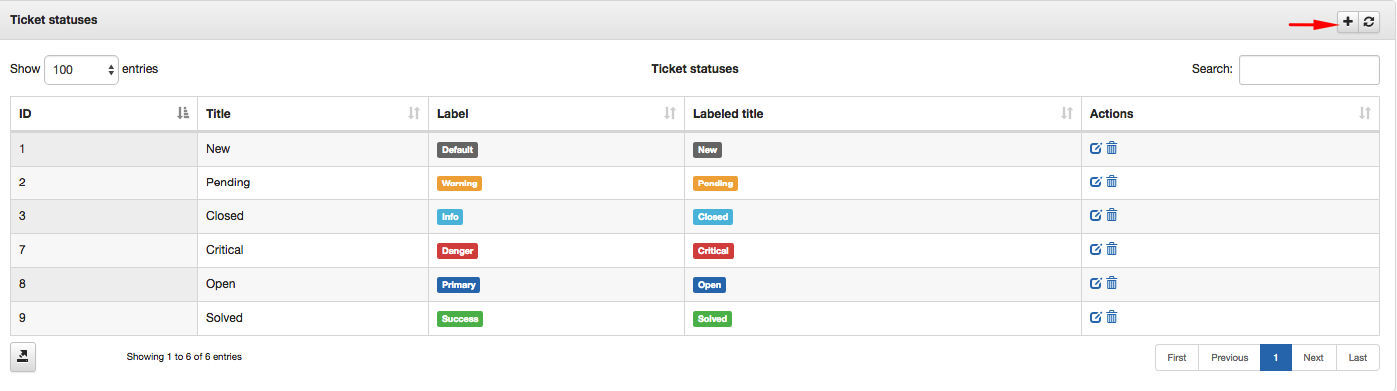 Ticket statuses
Show 100 entries Ticket statuses Search:
ID Title Label Labeled title Actions
1 New Default New
2 Pending Warning Pending
3 Closed Info Closed
7 Critical Danger Critical
8 Open Primary Open
9 Solved Success Solved
Showing 1 to 6 of 6 entries First Previous 1 Next Last